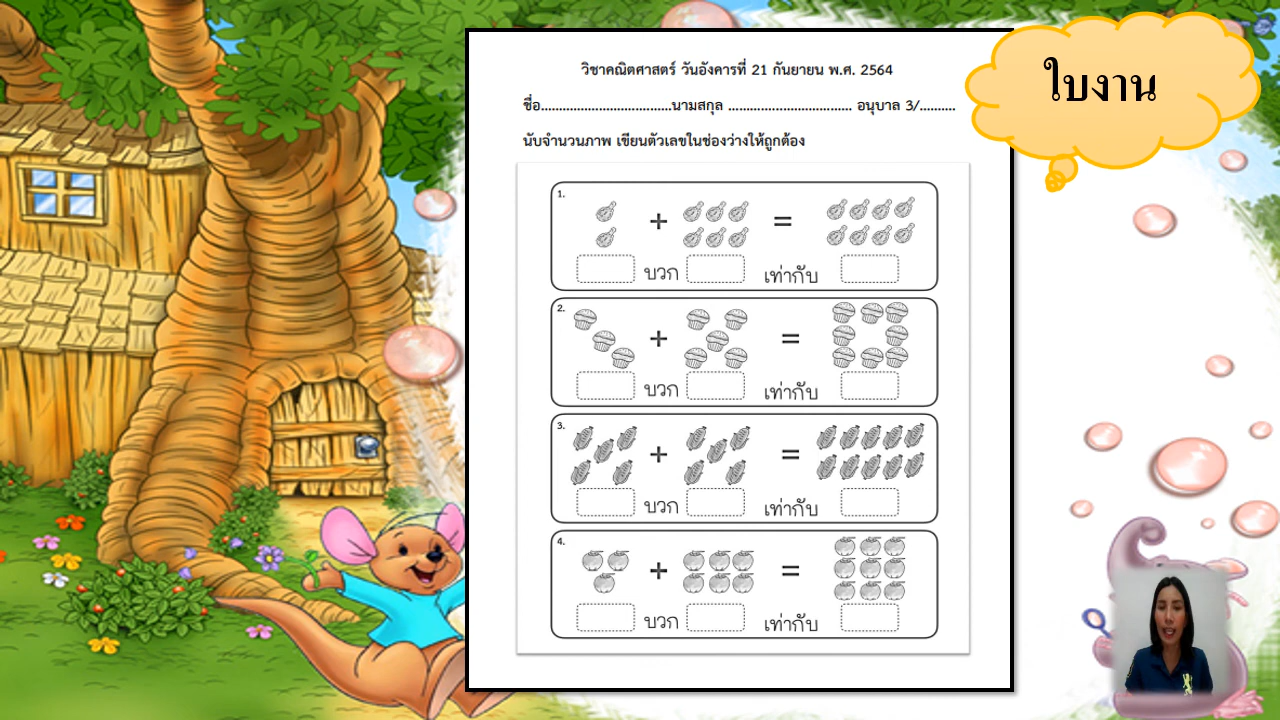 ใบงาน
วิชาคณิตศาสตร์ วันอังคารที่ 21 กันยายน พ.ศ. 2564
ชื่อ....................................นามสกุล .................................. อนุบาล 3/..........
นับจำนวนภาพ เขียนตัวเลขในช่องว่างให้ถูกต้อง
1.
+ =
บวก เท่ากับ
2.
+ =
บวก เท่ากับ
3.
+ =
บวก เท่ากับ
4.
+ =
บวก เท่ากับ